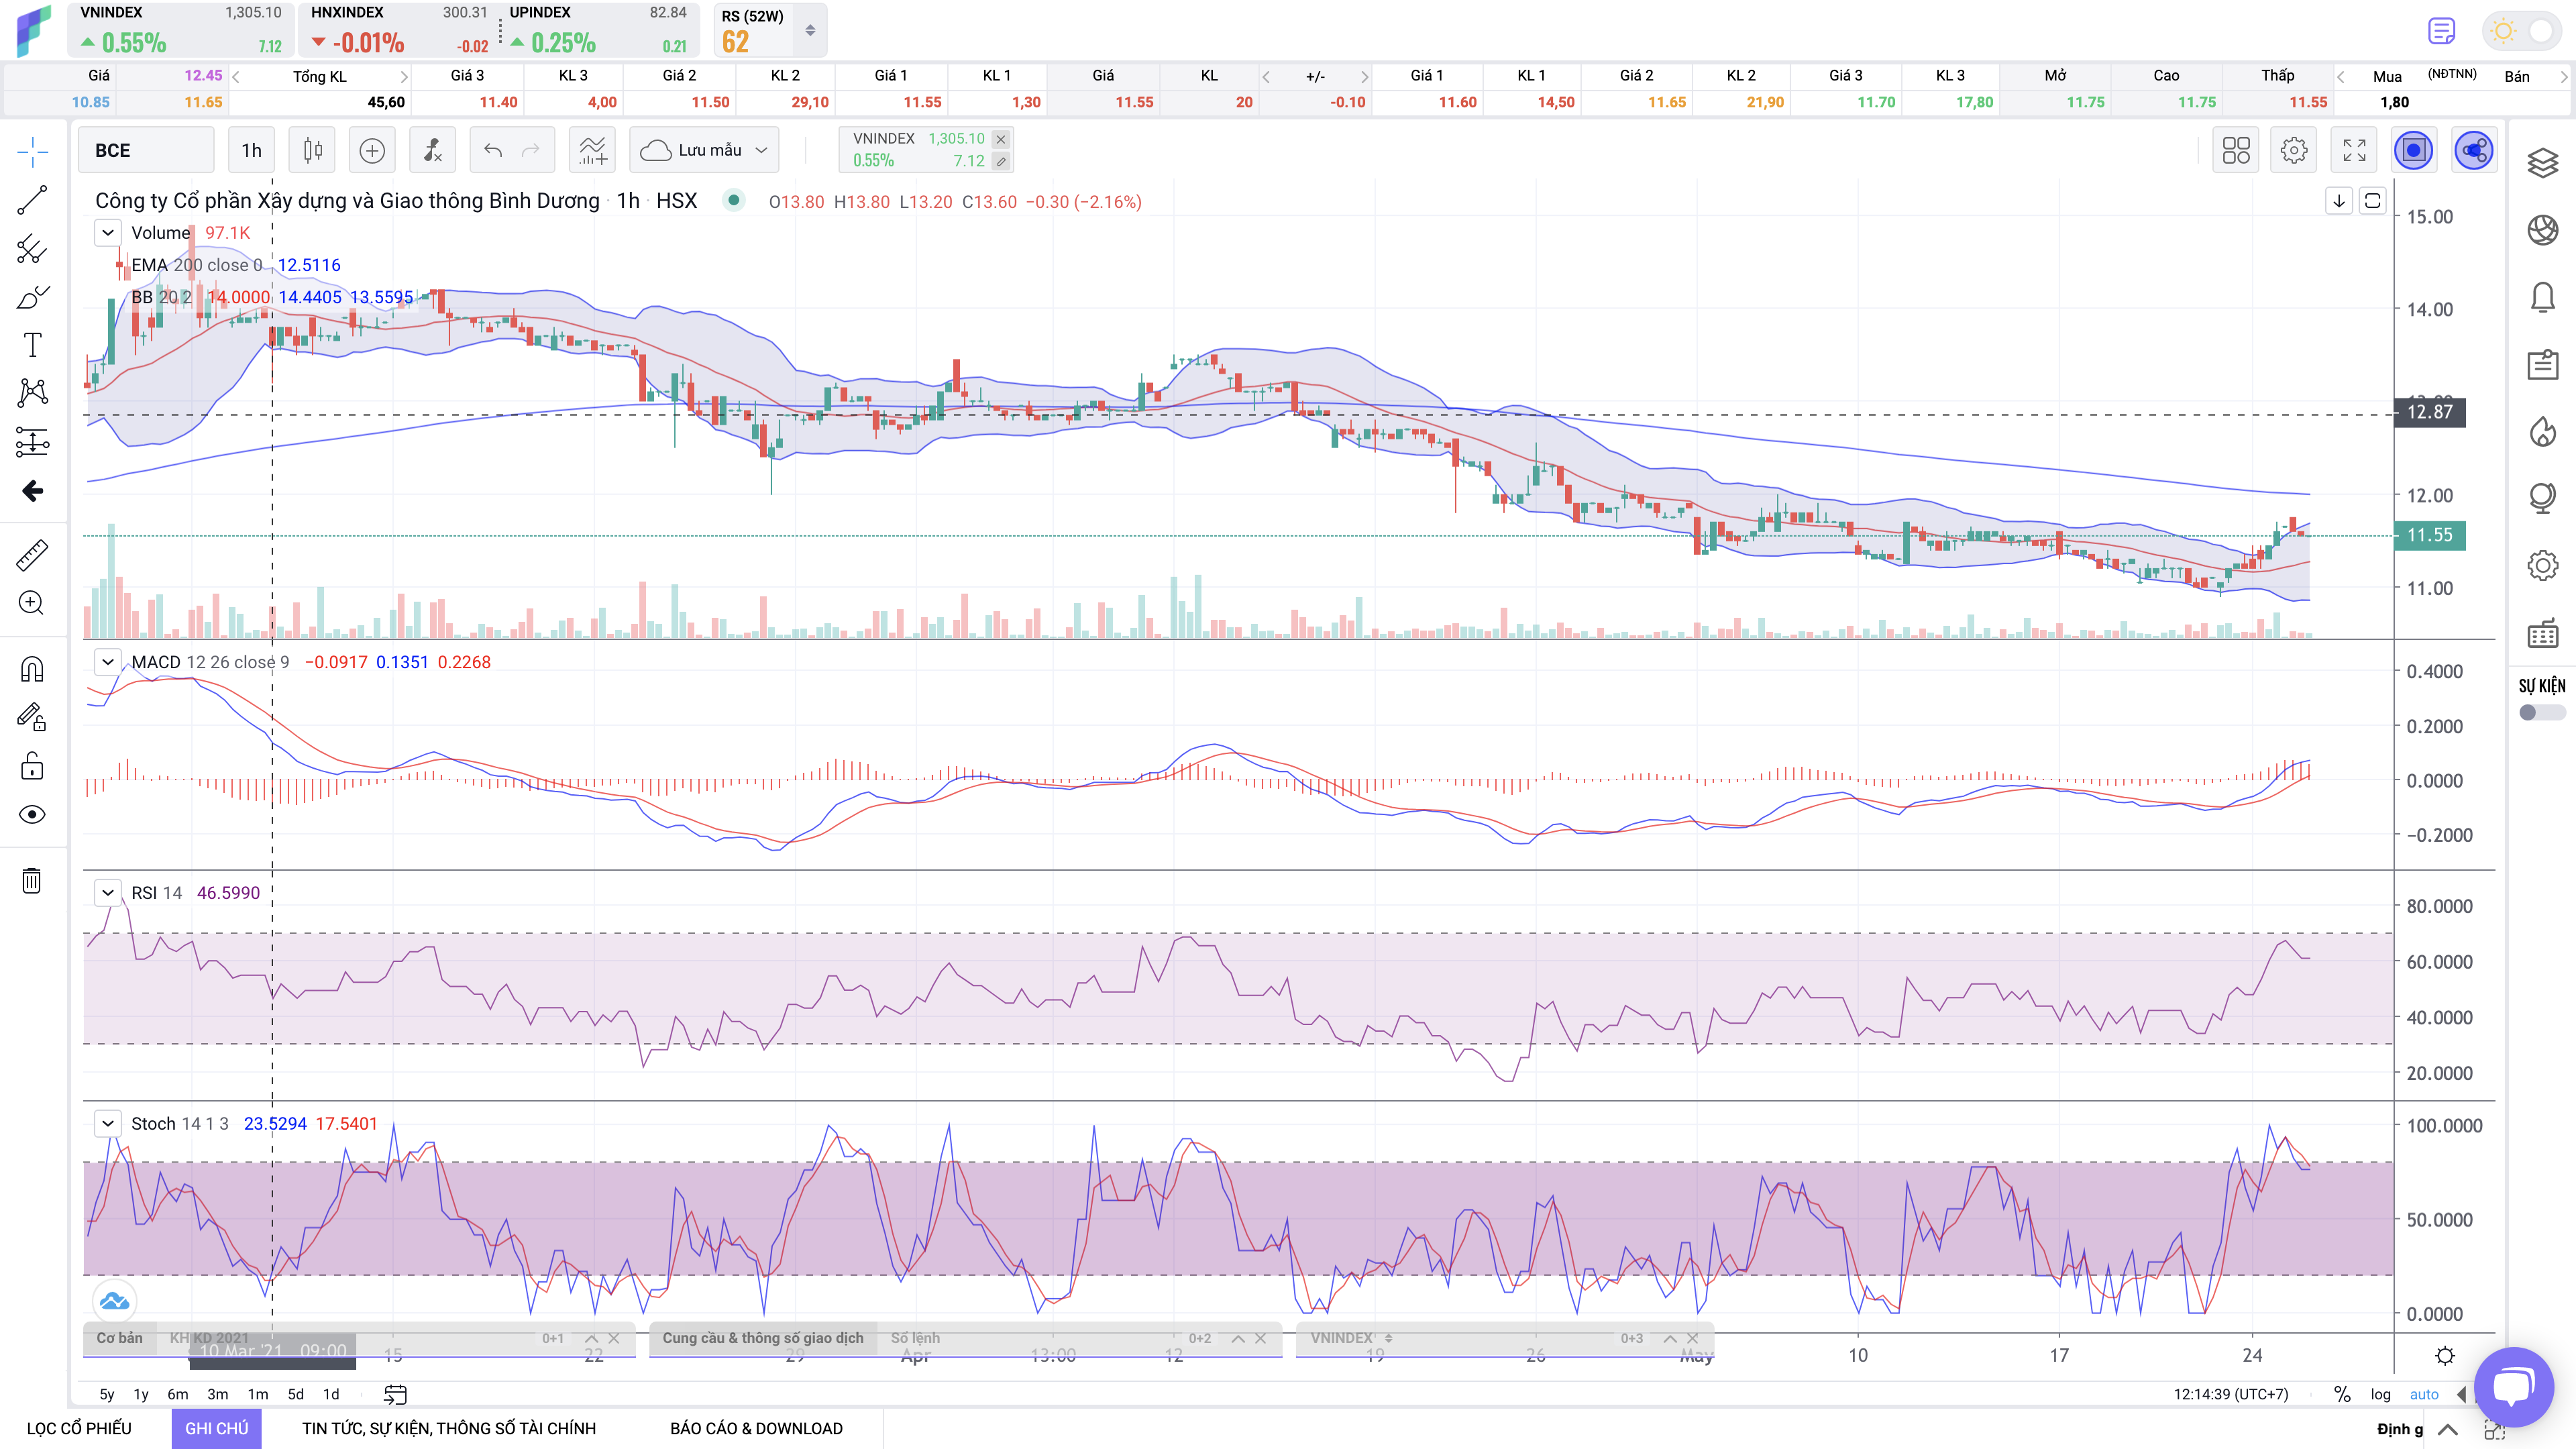 VNINDEX 1,305.10 HNXINDEX 300.31 UPINDEX 82.84 RS (52W)
0.55% 7.12 -0.01% -0.02 0.25% 0.21 62
Giá 12.45 Tổng KL Giá 3 KL 3 Giá 2 KL 2 Giá 1 KL 1 Giá KL +/- Giá 1 KL 1 Giá 2 KL 2 Giá 3 KL 3 Mở Cao Thấp Mua (NĐTNN) Bán
10.85 11.65 45,60 11.40 4,00 11.50 29,10 11.55 1,30 11.55 20 -0.10 11.60 14,50 11.65 21,90 11.70 17,80 11.75 11.75 11.55 1,80
BCE 1h Lưu mẫu VNINDEX 1,305.10
0.55% 7.12
Công ty Cổ phần Xây dựng và Giao thông Bình Dương · 1h · HSX O13.80 H13.80 L13.20 C13.60 −0.30 (−2.16%)
Volume 97.1K
EMA 200 close 0 12.5116
BB 20 2 14.0000 14.4405 13.5595
15.00
14.00
12.87
12.00
11.55
11.00
MACD 12 26 close 9 −0.0917 0.1351 0.2268
0.4000
0.2000
0.0000
−0.2000
SỰ KIỆN
RSI 14 46.5990
80.0000
60.0000
40.0000
20.0000
Stoch 14 1 3 23.5294 17.5401
100.0000
50.0000
0.0000
Cơ bản KH KD 2021 0+1 Cung cầu & thông số giao dịch Sổ lệnh 0+2 VNINDEX 0+3
10 Mar '21 09:00 15 22 29 Apr 13:00 12 19 26 May 10 17 24
5y 1y 6m 3m 1m 5d 1d 12:14:39 (UTC+7) % log auto
LỌC CỔ PHIẾU GHI CHÚ TIN TỨC, SỰ KIỆN, THÔNG SỐ TÀI CHÍNH BÁO CÁO & DOWNLOAD Định g